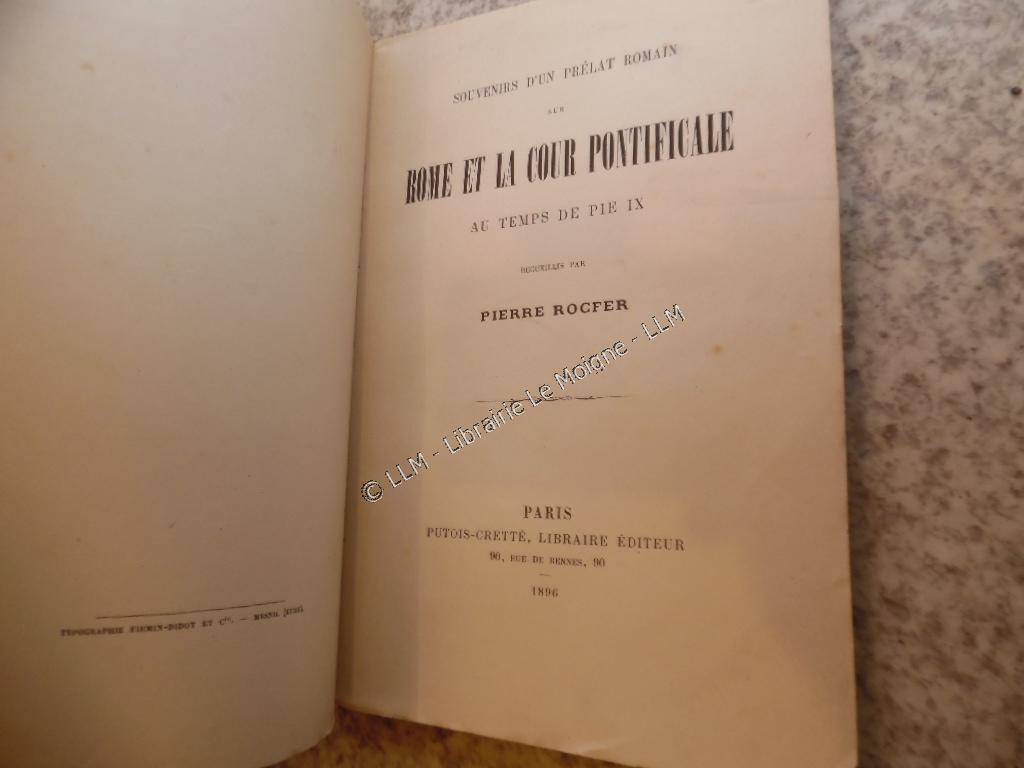 TYPOGRAPHIE FIRMIN-DIDOT ET Cie. — MESNIL (EURE).
SOUVENIRS D'UN PRÉLAT ROMAIN
SUR
ROME ET LA COUR PONTIFICALE
AU TEMPS DE PIE IX
RECUEILLIS PAR
PIERRE ROCFER
© LLM - Librairie Le Moigne - LLM
PARIS
PUTOIS-CRETTÉ, LIBRAIRE ÉDITEUR
90, RUE DE RENNES, 90
1896